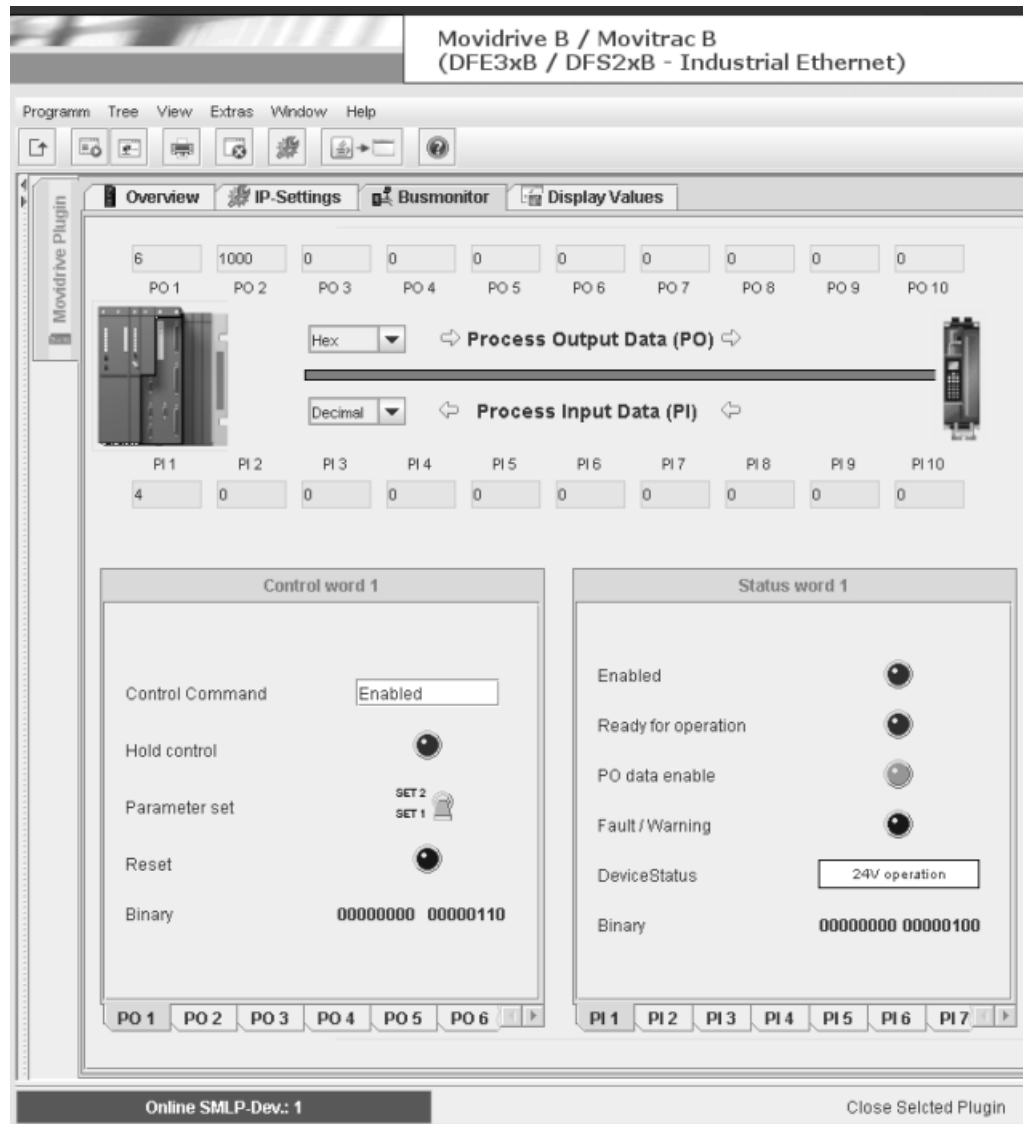 Movidrive B / Movitrac B
(DFE3xB / DFS2xB - Industrial Ethernet)
Programm Tree View Extras Window Help
Movidrive Plugin
Overview IP-Settings Busmonitor Display Values
6 1000 0 0 0 0 0 0 0 0
PO 1 PO 2 PO 3 PO 4 PO 5 PO 6 PO 7 PO 8 PO 9 PO 10
Hex Process Output Data (PO)
Decimal Process Input Data (PI)
PI 1 PI 2 PI 3 PI 4 PI 5 PI 6 PI 7 PI 8 PI 9 PI 10
4 0 0 0 0 0 0 0 0 0
Control word 1
Control Command Enabled
Hold control
Parameter set SET 2
SET 1
Reset
Binary 00000000 00000110
PO 1 PO 2 PO 3 PO 4 PO 5 PO 6
Status word 1
Enabled
Ready for operation
PO data enable
Fault / Warning
DeviceStatus 24V operation
Binary 00000000 00000100
PI 1 PI 2 PI 3 PI 4 PI 5 PI 6 PI 7
Online SMLP-Dev.: 1 Close Selcted Plugin